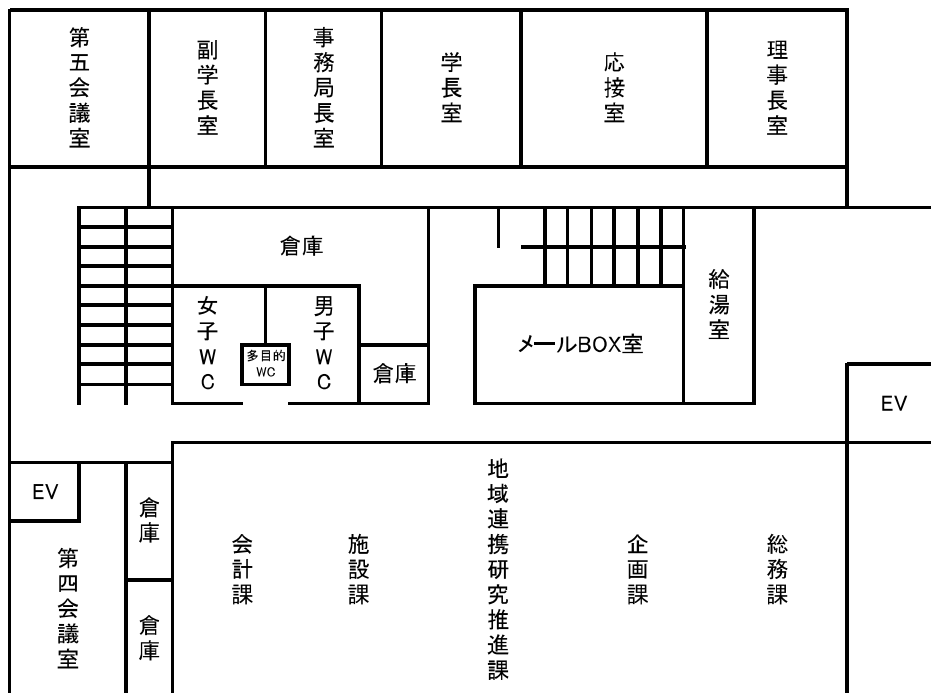 第五会議室
副学長室
事務局長室
学長室
応接室
理事長室
倉庫
給湯室
女子WC
男子WC
多目的
WC
倉庫
メールBOX室
EV
EV
倉庫
第四会議室
倉庫
会計課
施設課
地域連携研究推進課
企画課
総務課